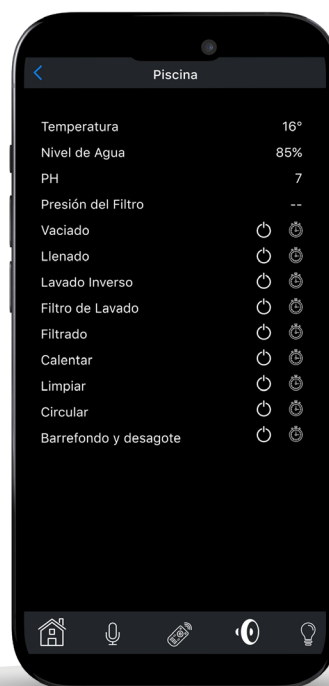 Piscina
Temperatura 16°
Nivel de Agua 85%
PH 7
Presión del Filtro --
Vaciado
Llenado
Lavado Inverso
Filtro de Lavado
Filtrado
Calentar
Limpiar
Circular
Barrefondo y desagote